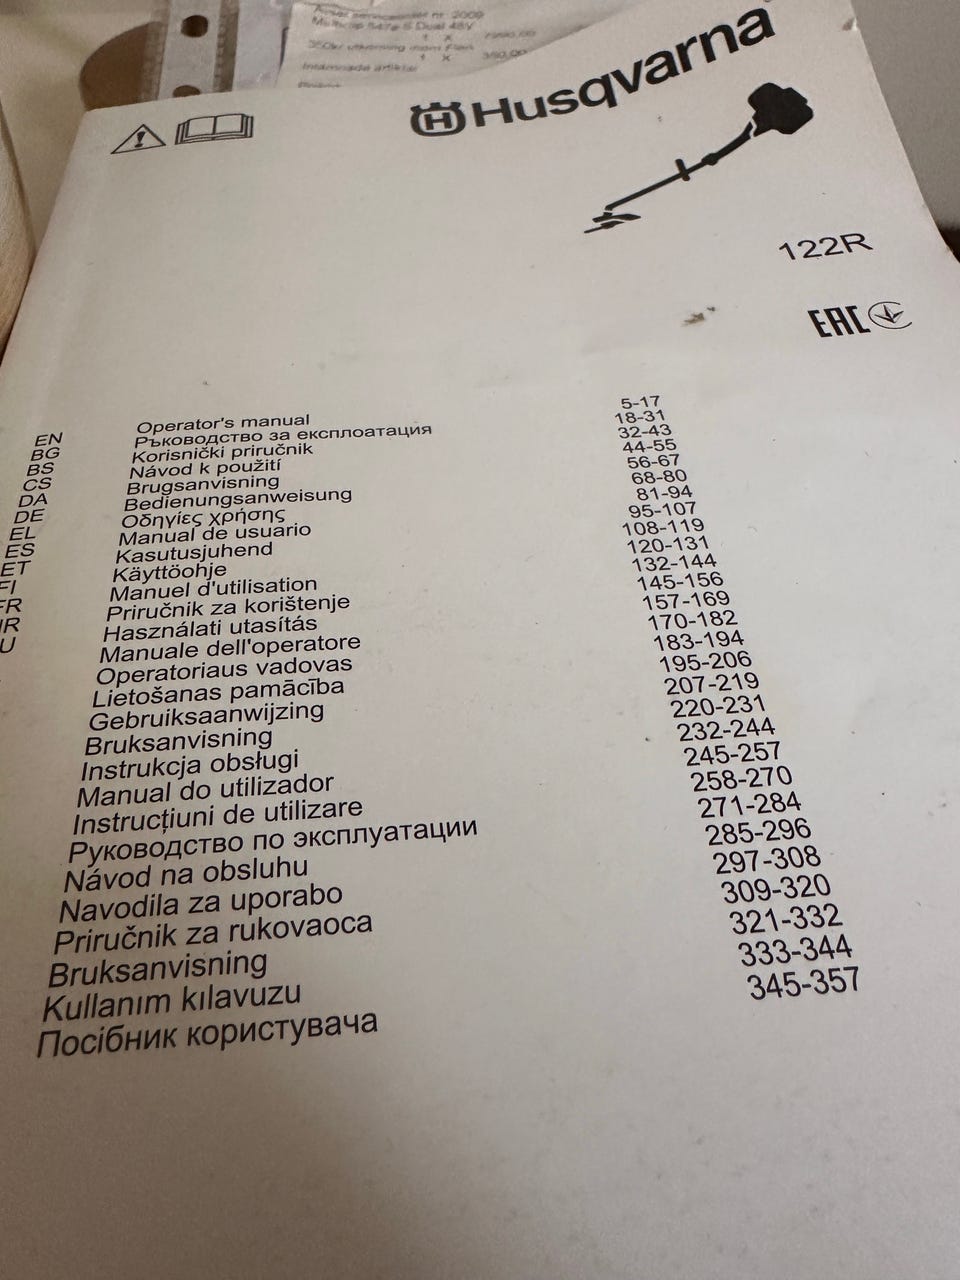 Dual 48V
1 X
1 X
Husqvarna
122R
EAC
EN Operator's manual 5-17
BG Ръководство за експлоатация 18-31
BS Korisnički priručnik 32-43
CS Návod k použití 44-55
DA Brugsanvisning 56-67
DE Bedienungsanweisung 68-80
EL Οδηγίες χρήσης 81-94
ES Manual de usuario 95-107
ET Kasutusjuhend 108-119
FI Käyttöohje 120-131
FR Manuel d'utilisation 132-144
HR Priručnik za korištenje 145-156
U Használati utasítás 157-169
Manuale dell'operatore 170-182
Operatoriaus vadovas 183-194
Lietošanas pamācība 195-206
Gebruiksaanwijzing 207-219
Bruksanvisning 220-231
Instrukcja obsługi 232-244
Manual do utilizador 245-257
Instrucțiuni de utilizare 258-270
Руководство по эксплуатации 271-284
Návod na obsluhu 285-296
Navodila za uporabo 297-308
Priručnik za rukovaoca 309-320
Bruksanvisning 321-332
Kullanım kılavuzu 333-344
Посібник користувача 345-357